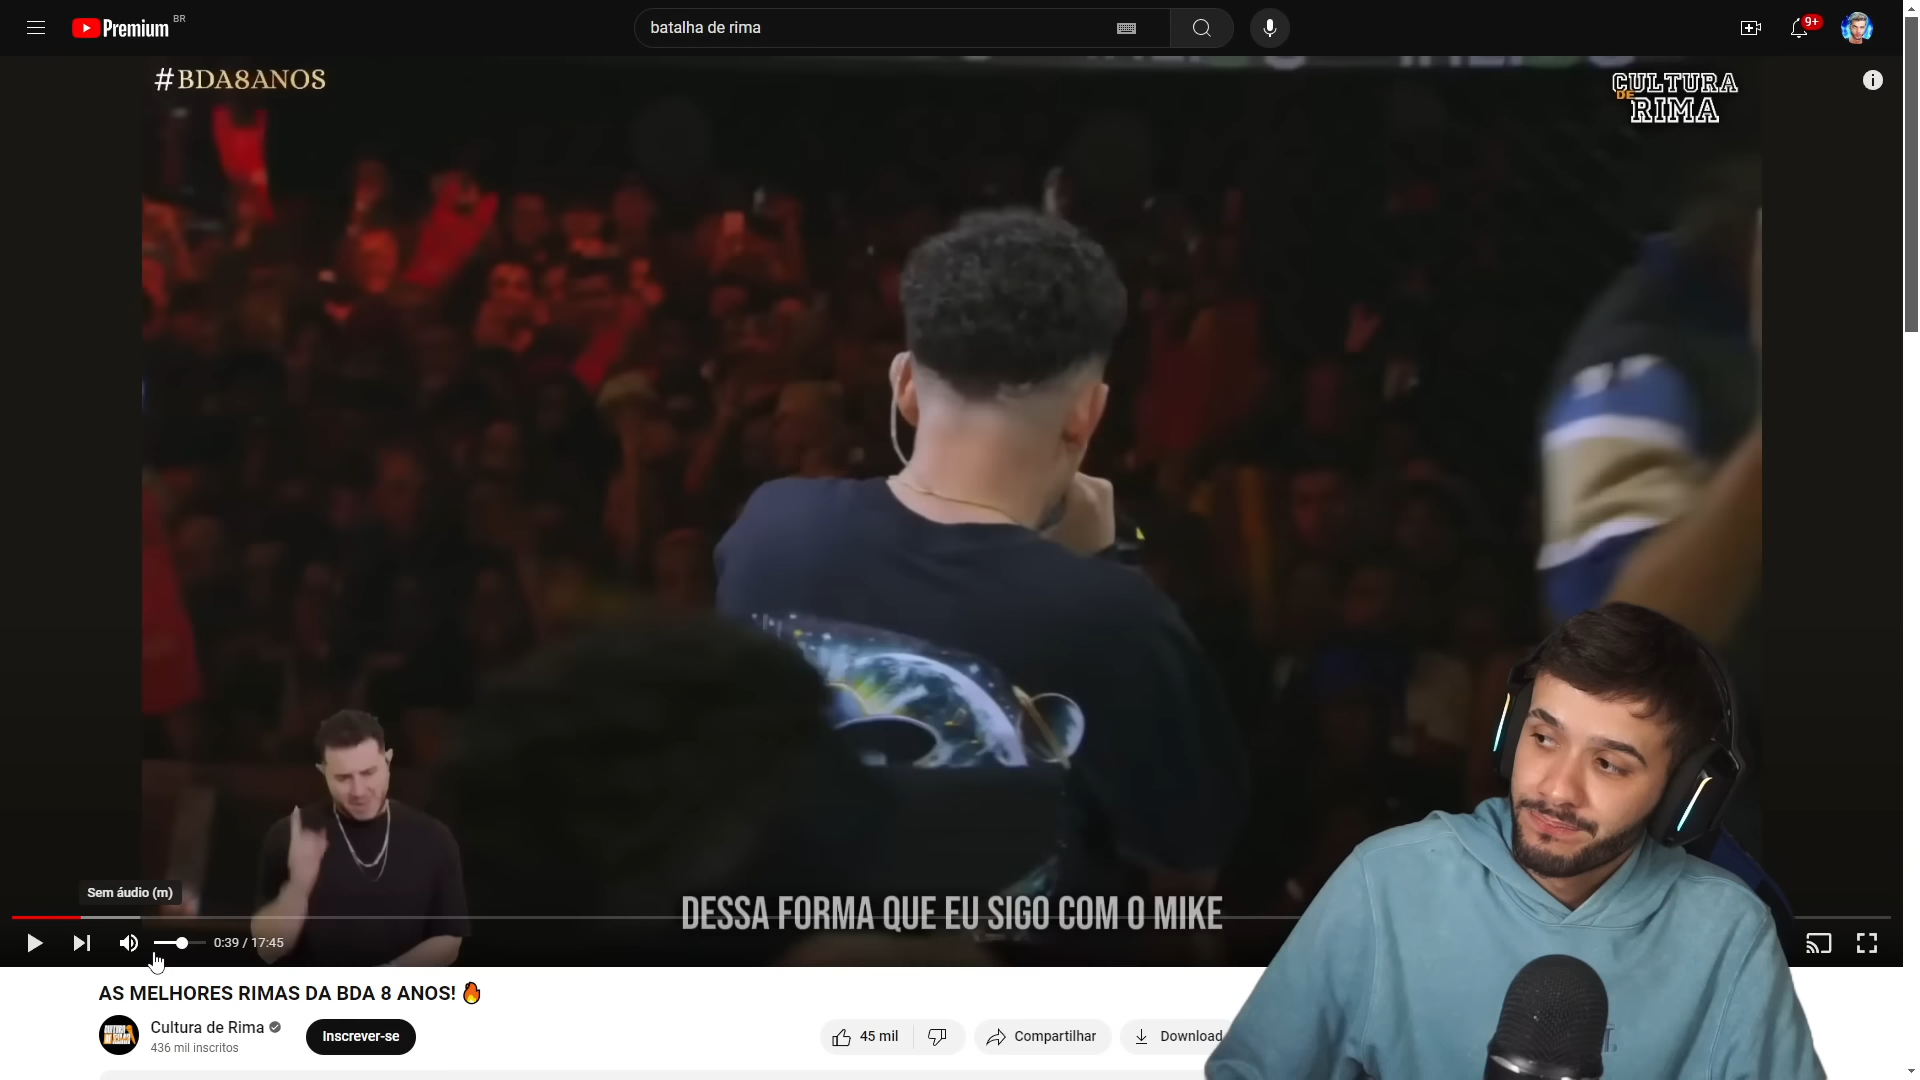 Premium BR
batalha de rima
9+
#BDA8ANOS
CULTURA
DE
RIMA
DESSA FORMA QUE EU SIGO COM O MIKE
Sem áudio (m)
0:39 / 17:45
AS MELHORES RIMAS DA BDA 8 ANOS! 🔥
Cultura de Rima
436 mil inscritos
Inscrever-se
45 mil
Compartilhar
Download